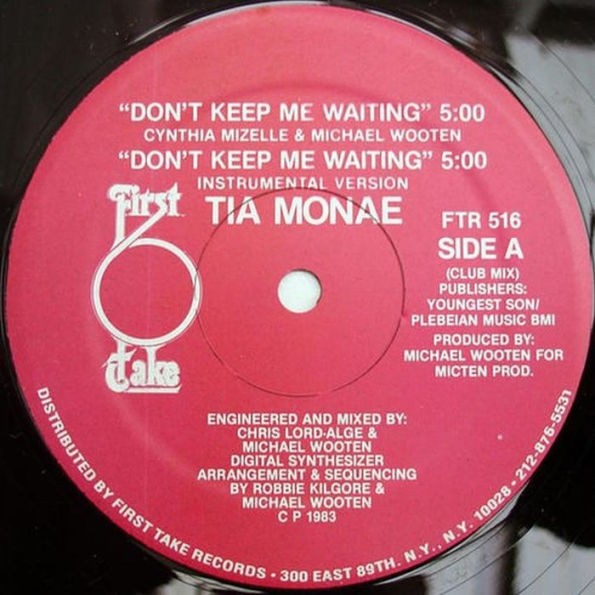 “DON'T KEEP ME WAITING” 5:00
CYNTHIA MIZELLE & MICHAEL WOOTEN
“DON'T KEEP ME WAITING” 5:00
INSTRUMENTAL VERSION
TIA MONAE
First
Take
FTR 516
SIDE A
(CLUB MIX)
PUBLISHERS:
YOUNGEST SON/
PLEBEIAN MUSIC BMI
PRODUCED BY:
MICHAEL WOOTEN FOR
MICTEN PROD.
ENGINEERED AND MIXED BY:
CHRIS LORD-ALGE &
MICHAEL WOOTEN
DIGITAL SYNTHESIZER
ARRANGEMENT & SEQUENCING
BY ROBBIE KILGORE &
MICHAEL WOOTEN
C P 1983
DISTRIBUTED BY FIRST TAKE RECORDS • 300 EAST 89TH. N.Y., N.Y. 10028 • 212-876-5531